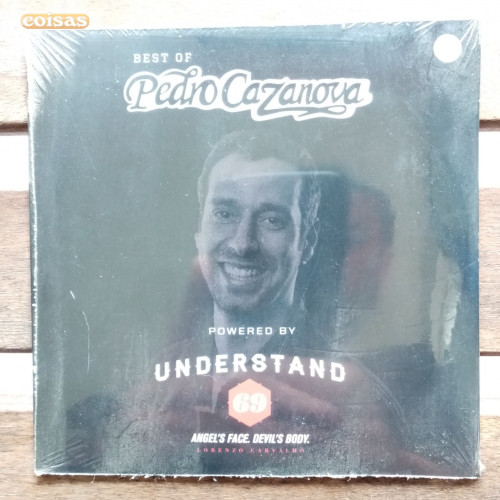 coisas
BEST OF
Pedro Cazanova
POWERED BY
UNDERSTAND
69
ANGEL'S FACE. DEVIL'S BODY.
LORENZO CARVALHO